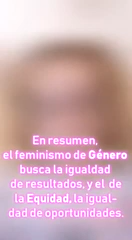 En resumen,
el feminismo de Género
busca la igualdad
de resultados, y el de
la Equidad, la igual-
dad de oportunidades.